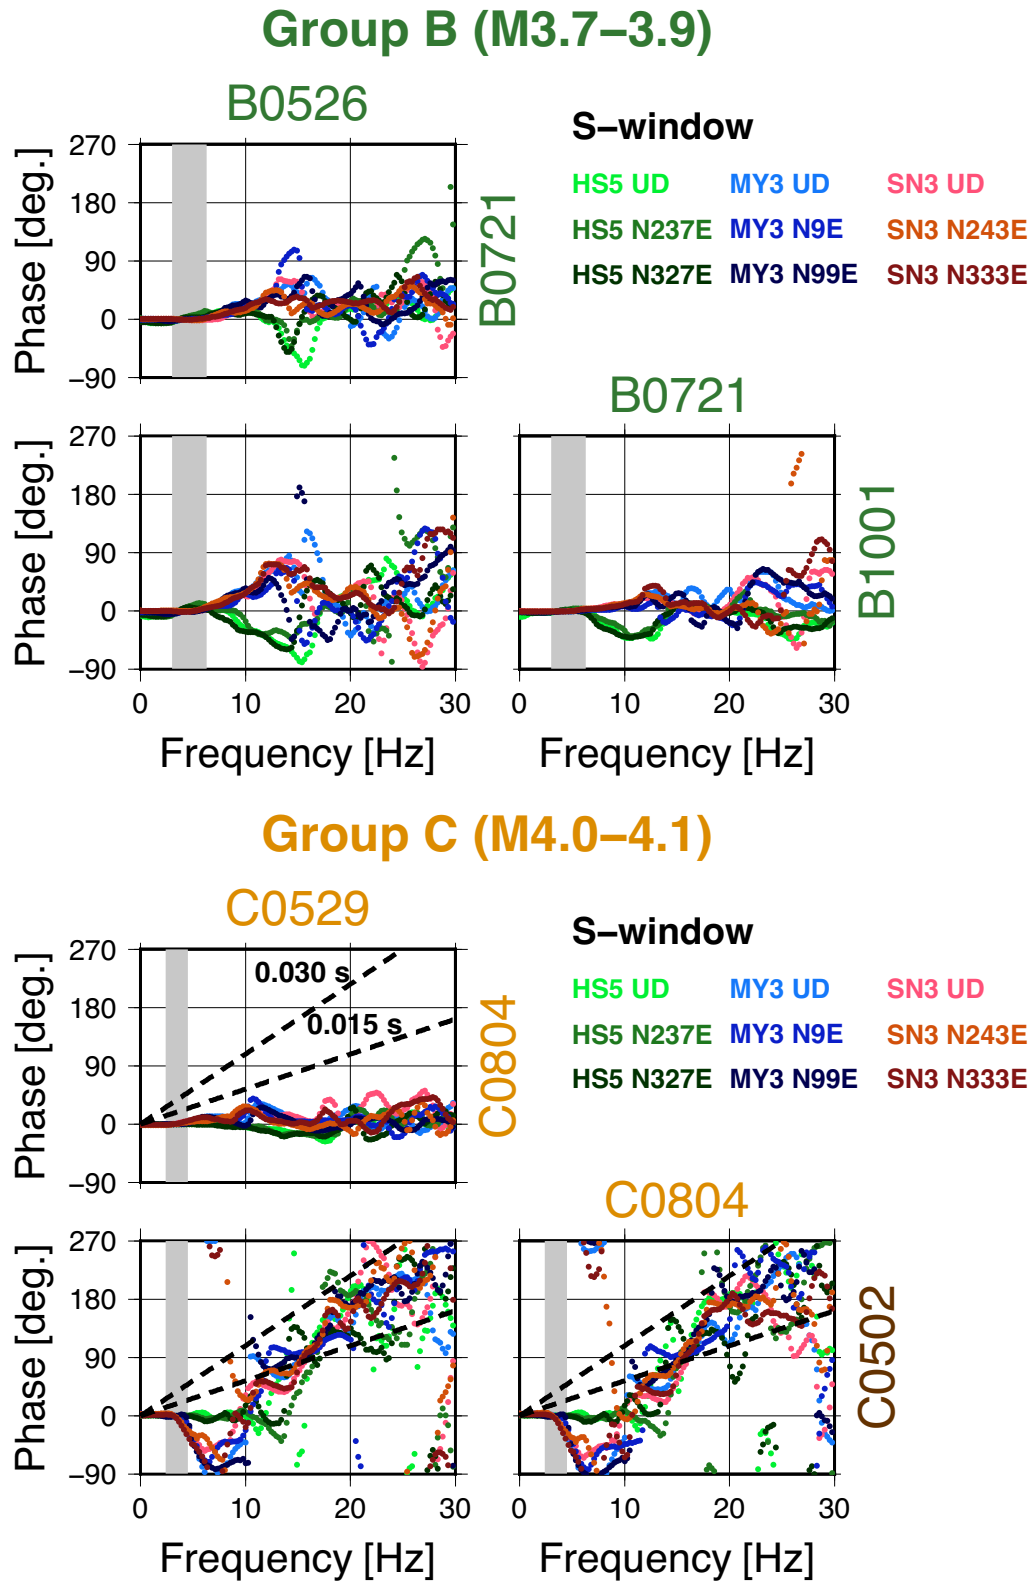 Group B (M3.7–3.9)
B0526
S–window
HS5 UD MY3 UD SN3 UD
HS5 N237E MY3 N9E SN3 N243E
HS5 N327E MY3 N99E SN3 N333E
Phase [deg.]
270
180
90
0
−90
B0721
B0721
Phase [deg.]
270
180
90
0
−90
B1001
0 10 20 30
0 10 20 30
Frequency [Hz]
Frequency [Hz]
Group C (M4.0–4.1)
C0529
S–window
HS5 UD MY3 UD SN3 UD
HS5 N237E MY3 N9E SN3 N243E
HS5 N327E MY3 N99E SN3 N333E
Phase [deg.]
270
180
90
0
−90
0.030 s
0.015 s
C0804
C0804
Phase [deg.]
270
180
90
0
−90
C0502
0 10 20 30
0 10 20 30
Frequency [Hz]
Frequency [Hz]